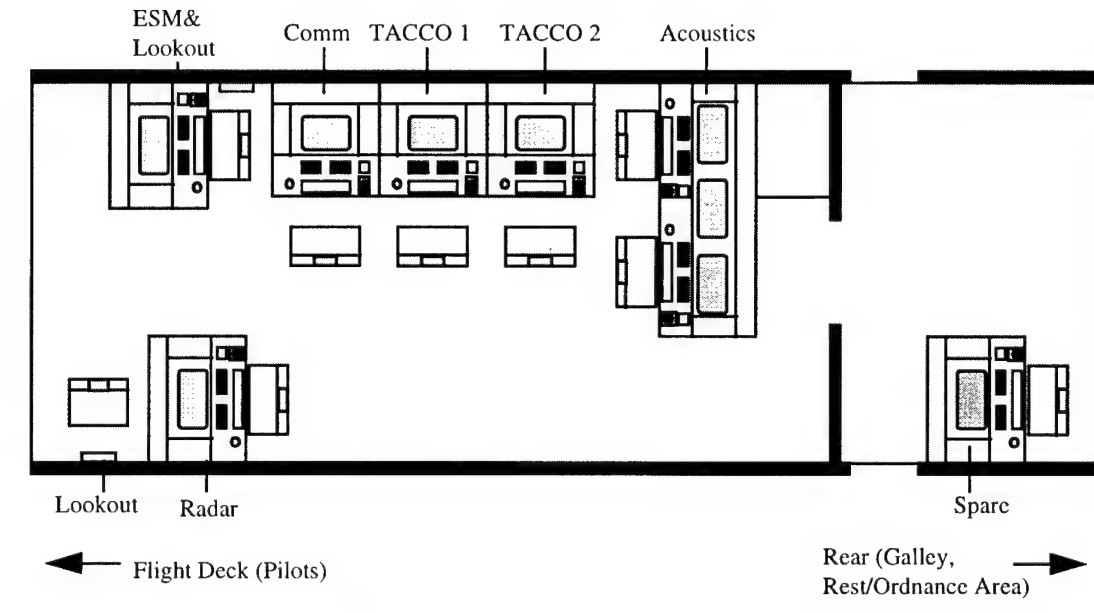 ESM&
Lookout
Comm
TACCO 1
TACCO 2
Acoustics
Lookout
Radar
Spare
Flight Deck (Pilots)
Rear (Galley,
Rest/Ordnance Area)